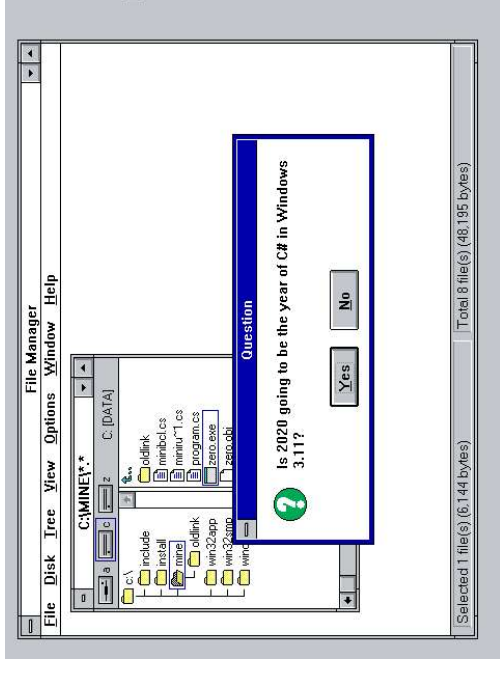 File Manager
File Disk Tree View Options Window Help
C:\MINE\*.*
a c z C: [DATA]
c:\
include
install
mine
oldlink
win32app
win32smp
oldlink
minibcl.cs
miniru~1.cs
program.cs
zero.exe
zero.obj
Question
Is 2020 going to be the year of C# in Windows
3.11?
Yes No
Selected 1 file(s) (6,144 bytes) Total 8 file(s) (48,195 bytes)